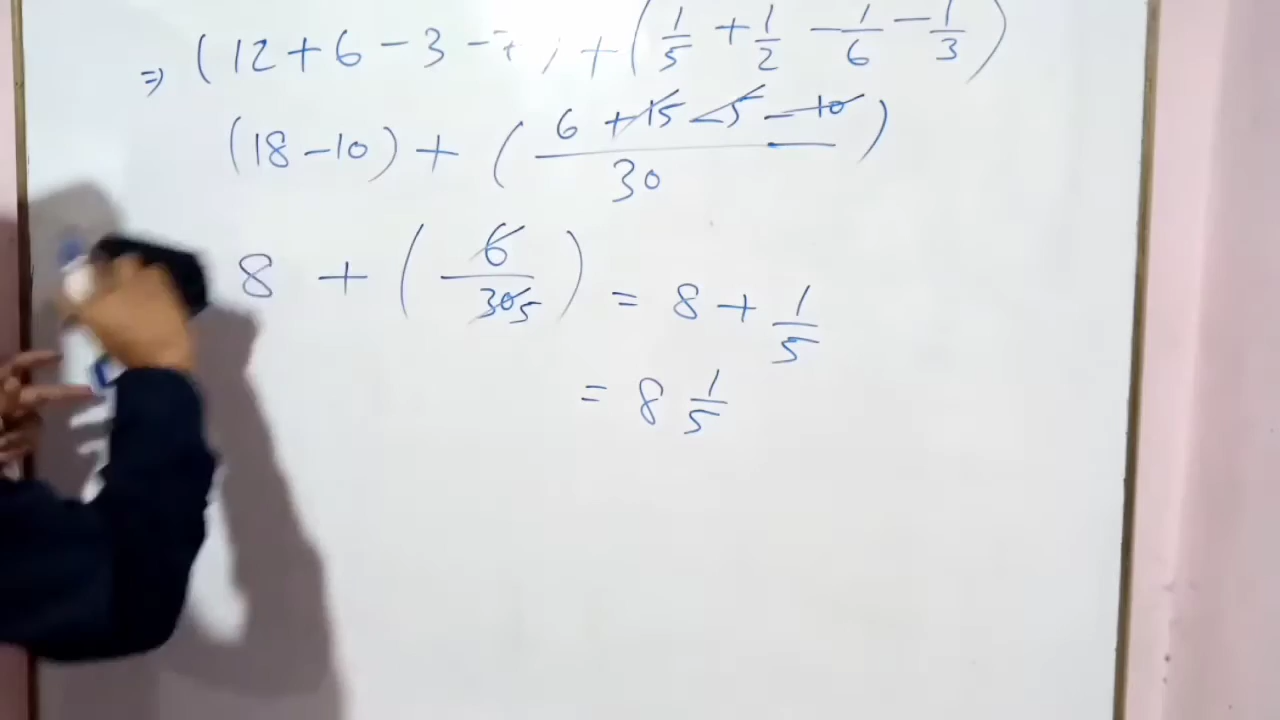 ⇒ (12 + 6 - 3 - 7) + (1/5 + 1/2 - 1/6 - 1/3)
(18 - 10) + (6 + 15 - 5 - 10 / 30)
8 + (6 / 30 5) = 8 + 1/5
= 8 1/5